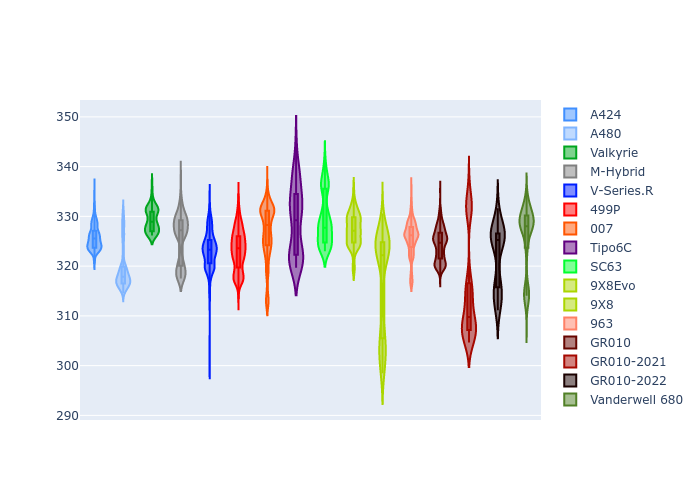 350
340
330
320
310
300
290
A424
A480
Valkyrie
M-Hybrid
V-Series.R
499P
007
Tipo6C
SC63
9X8Evo
9X8
963
GR010
GR010-2021
GR010-2022
Vanderwell 680